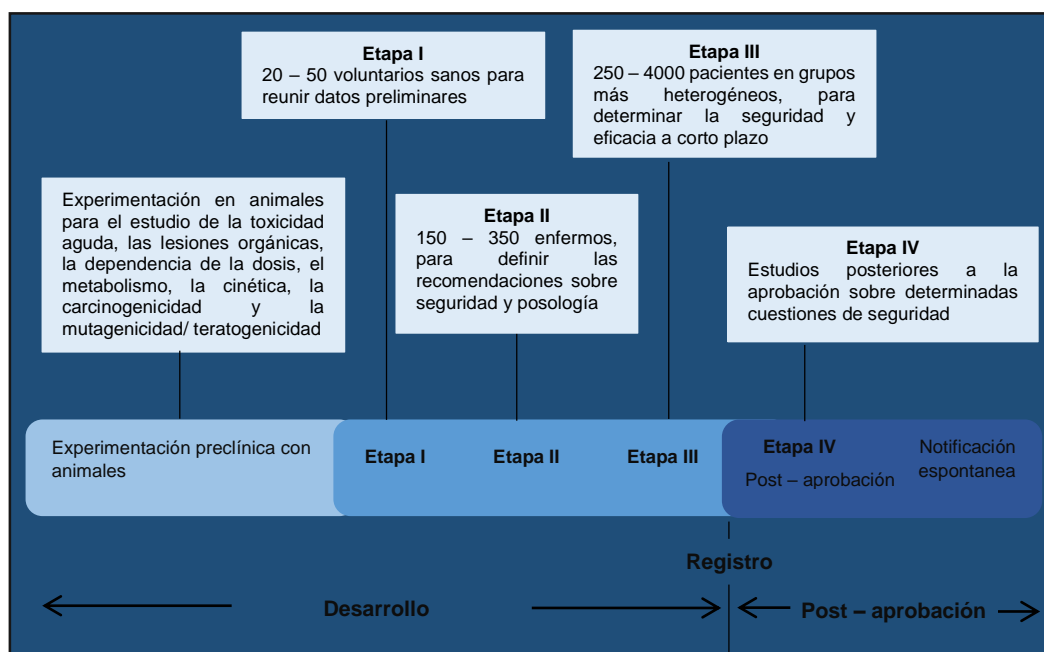 Etapa I
20 – 50 voluntarios sanos para
reunir datos preliminares
Etapa III
250 – 4000 pacientes en grupos
más heterogéneos, para
determinar la seguridad y
eficacia a corto plazo
Experimentación en animales
para el estudio de la toxicidad
aguda, las lesiones orgánicas,
la dependencia de la dosis, el
metabolismo, la cinética, la
carcinogenicidad y la
mutagenicidad/ teratogenicidad
Etapa II
150 – 350 enfermos,
para definir las
recomendaciones sobre
seguridad y posología
Etapa IV
Estudios posteriores a la
aprobación sobre determinadas
cuestiones de seguridad
Experimentación preclínica con
animales
Etapa I
Etapa II
Etapa III
Etapa IV
Post – aprobación
Notificación
espontanea
Registro
Desarrollo
Post – aprobación